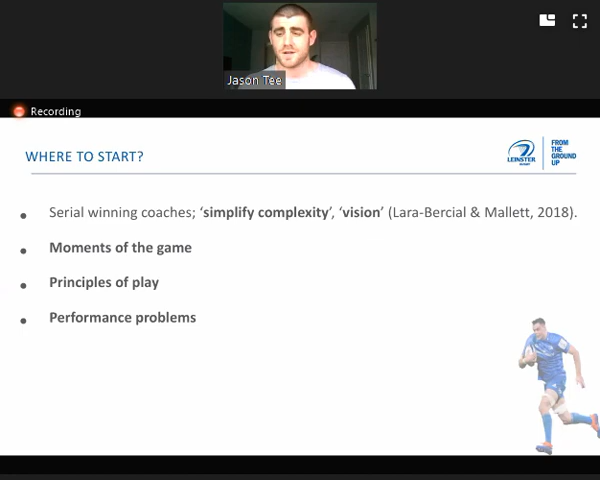 Jason Tee
Recording
WHERE TO START?
LEINSTER
RUGBY
FROM
THE
GROUND
UP
• Serial winning coaches; ‘simplify complexity’, ‘vision’ (Lara-Bercial & Mallett, 2018).
• Moments of the game
• Principles of play
• Performance problems